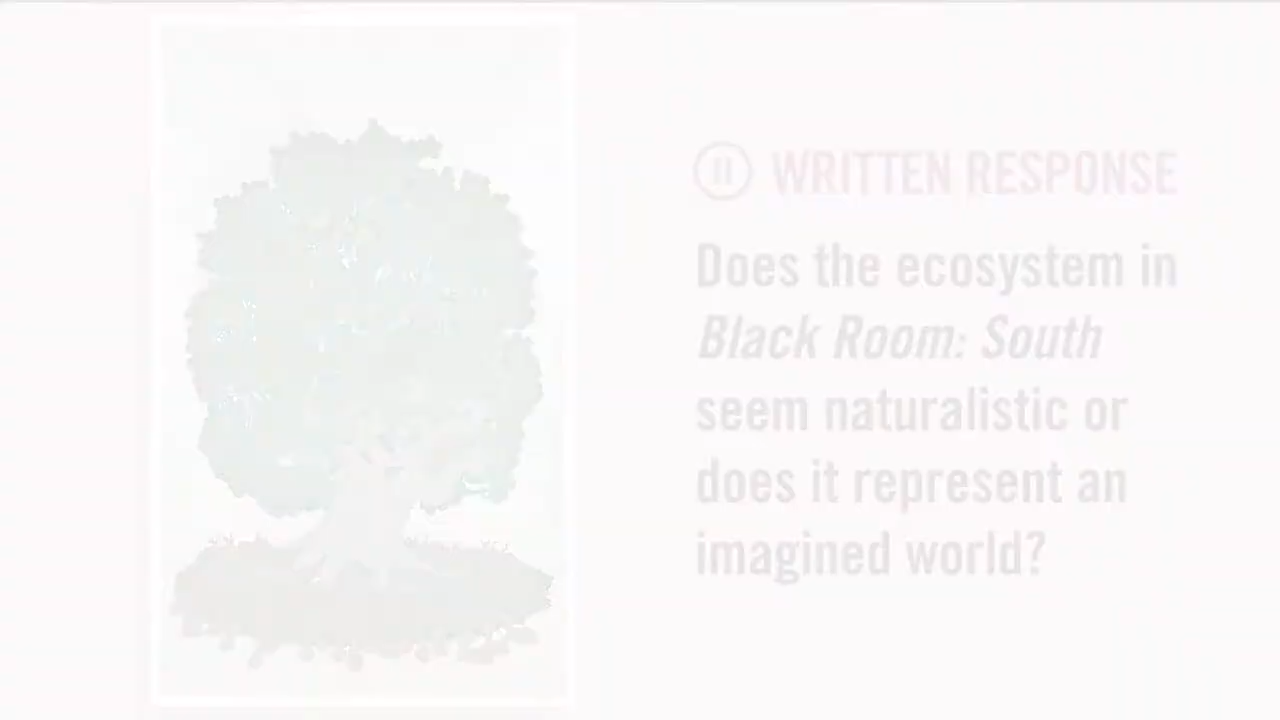 WRITTEN RESPONSE
Does the ecosystem in
Black Room: South
seem naturalistic or
does it represent an
imagined world?